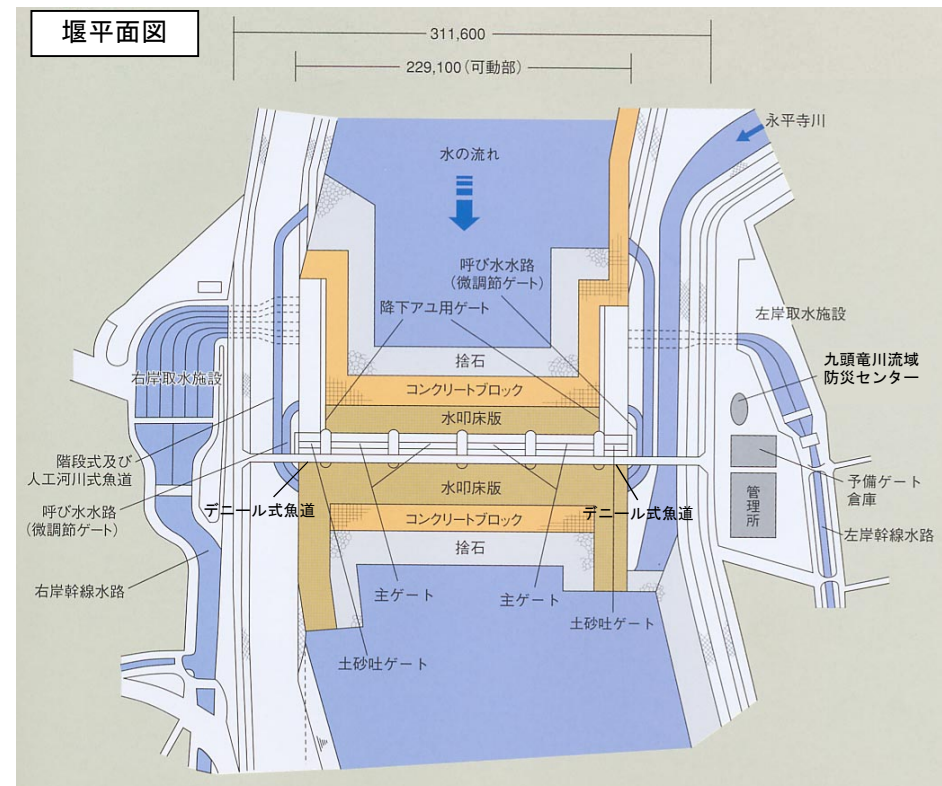 堰平面図
311,600
229,100(可動部)
永平寺川
水の流れ
呼び水水路
(微調節ゲート)
降下アユ用ゲート
左岸取水施設
捨石
九頭竜川流域
防災センター
右岸取水施設
コンクリートブロック
水叩床版
階段式及び
人工河川式魚道
水叩床版
予備ゲート
倉庫
管理所
呼び水水路
(微調節ゲート)
デニール式魚道
デニール式魚道
コンクリートブロック
左岸幹線水路
捨石
右岸幹線水路
主ゲート
主ゲート
土砂吐ゲート
土砂吐ゲート